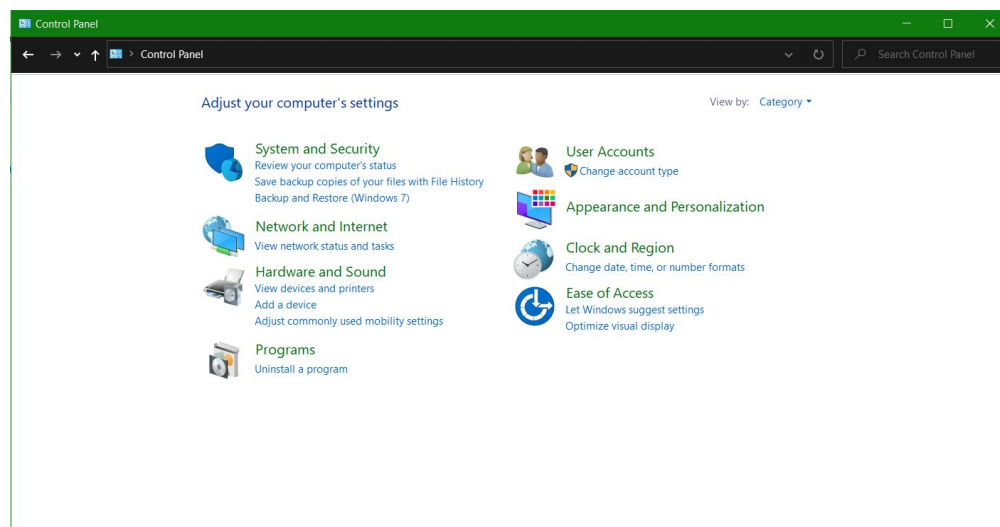 Control Panel
Control Panel
Search Control Panel
Adjust your computer's settings
View by: Category
System and Security
Review your computer's status
Save backup copies of your files with File History
Backup and Restore (Windows 7)
Network and Internet
View network status and tasks
Hardware and Sound
View devices and printers
Add a device
Adjust commonly used mobility settings
Programs
Uninstall a program
User Accounts
Change account type
Appearance and Personalization
Clock and Region
Change date, time, or number formats
Ease of Access
Let Windows suggest settings
Optimize visual display